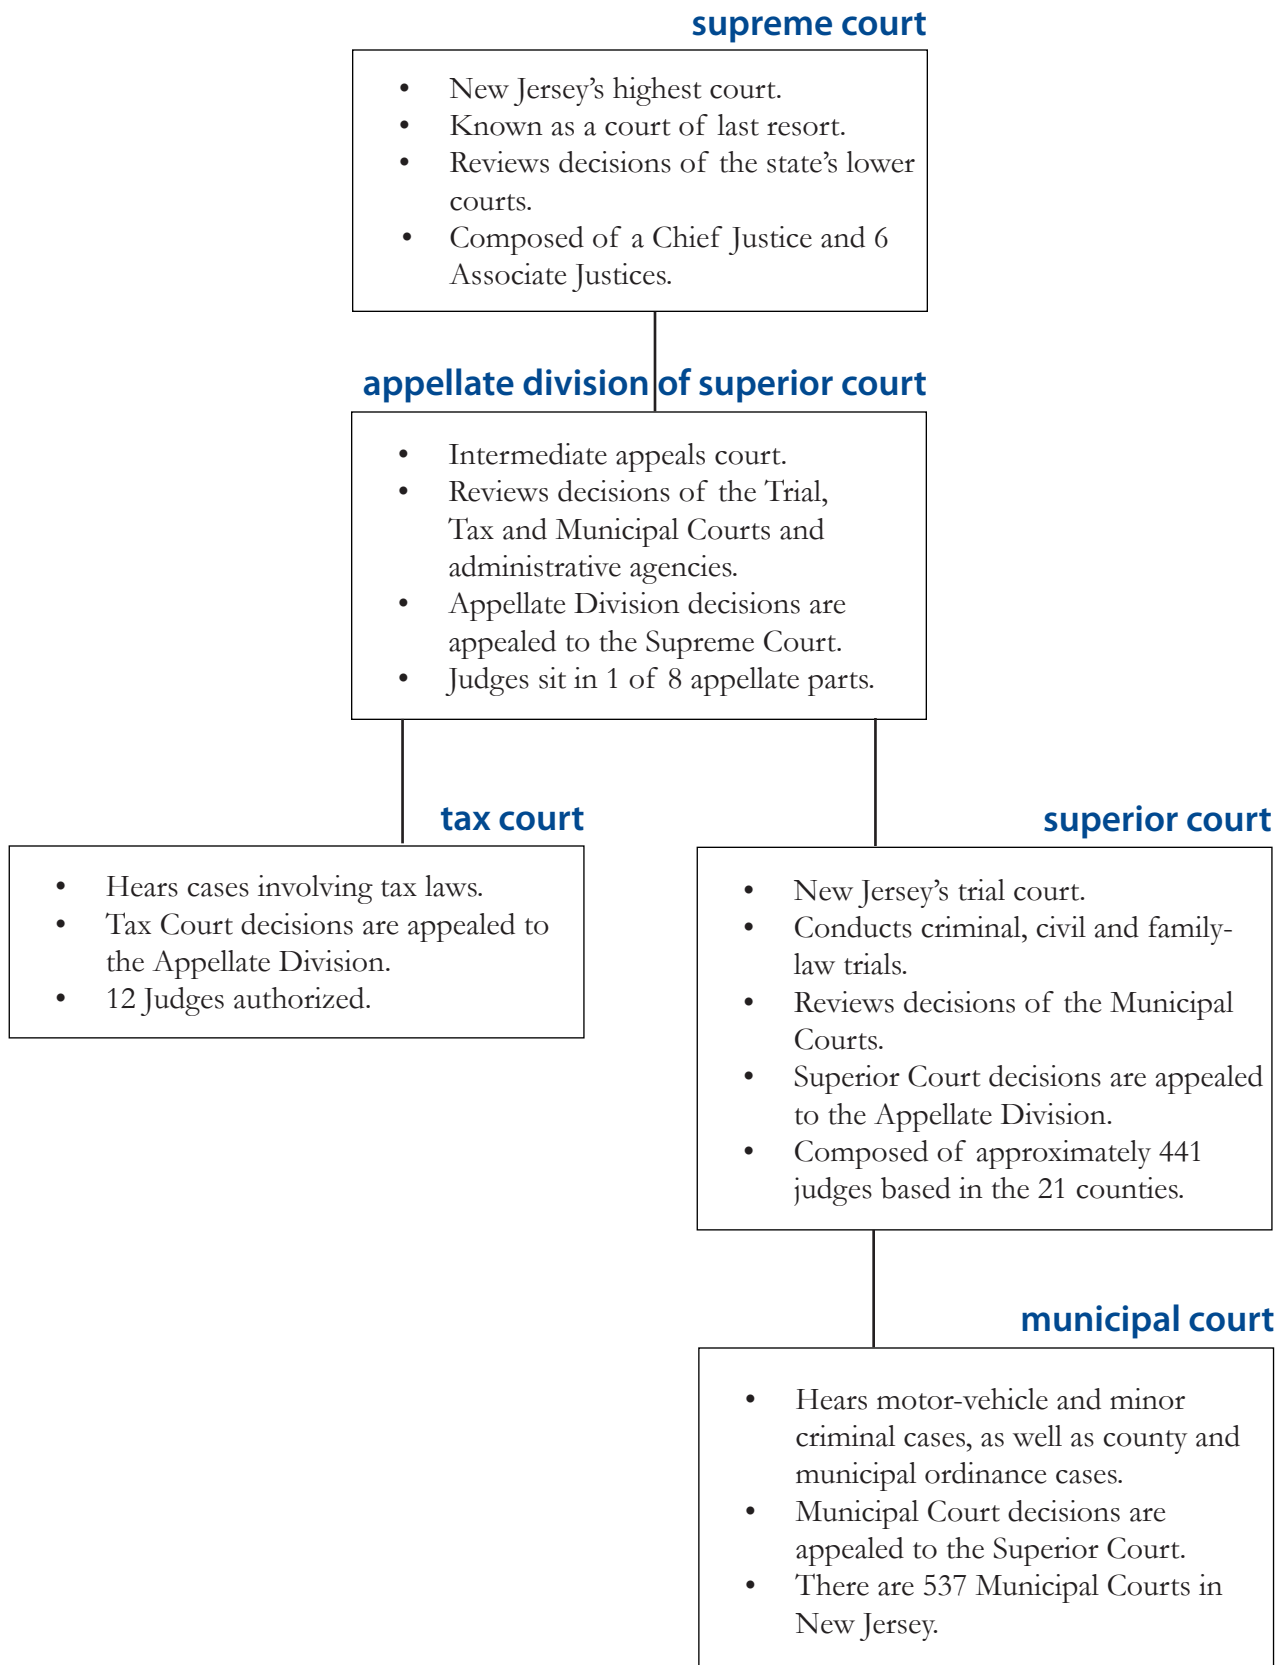 supreme court
• New Jersey's highest court.
• Known as a court of last resort.
• Reviews decisions of the state's lower
courts.
• Composed of a Chief Justice and 6
Associate Justices.
appellate division of superior court
• Intermediate appeals court.
• Reviews decisions of the Trial,
Tax and Municipal Courts and
administrative agencies.
• Appellate Division decisions are
appealed to the Supreme Court.
• Judges sit in 1 of 8 appellate parts.
tax court
• Hears cases involving tax laws.
• Tax Court decisions are appealed to
the Appellate Division.
• 12 Judges authorized.
superior court
• New Jersey's trial court.
• Conducts criminal, civil and family-
law trials.
• Reviews decisions of the Municipal
Courts.
• Superior Court decisions are appealed
to the Appellate Division.
• Composed of approximately 441
judges based in the 21 counties.
municipal court
• Hears motor-vehicle and minor
criminal cases, as well as county and
municipal ordinance cases.
• Municipal Court decisions are
appealed to the Superior Court.
• There are 537 Municipal Courts in
New Jersey.